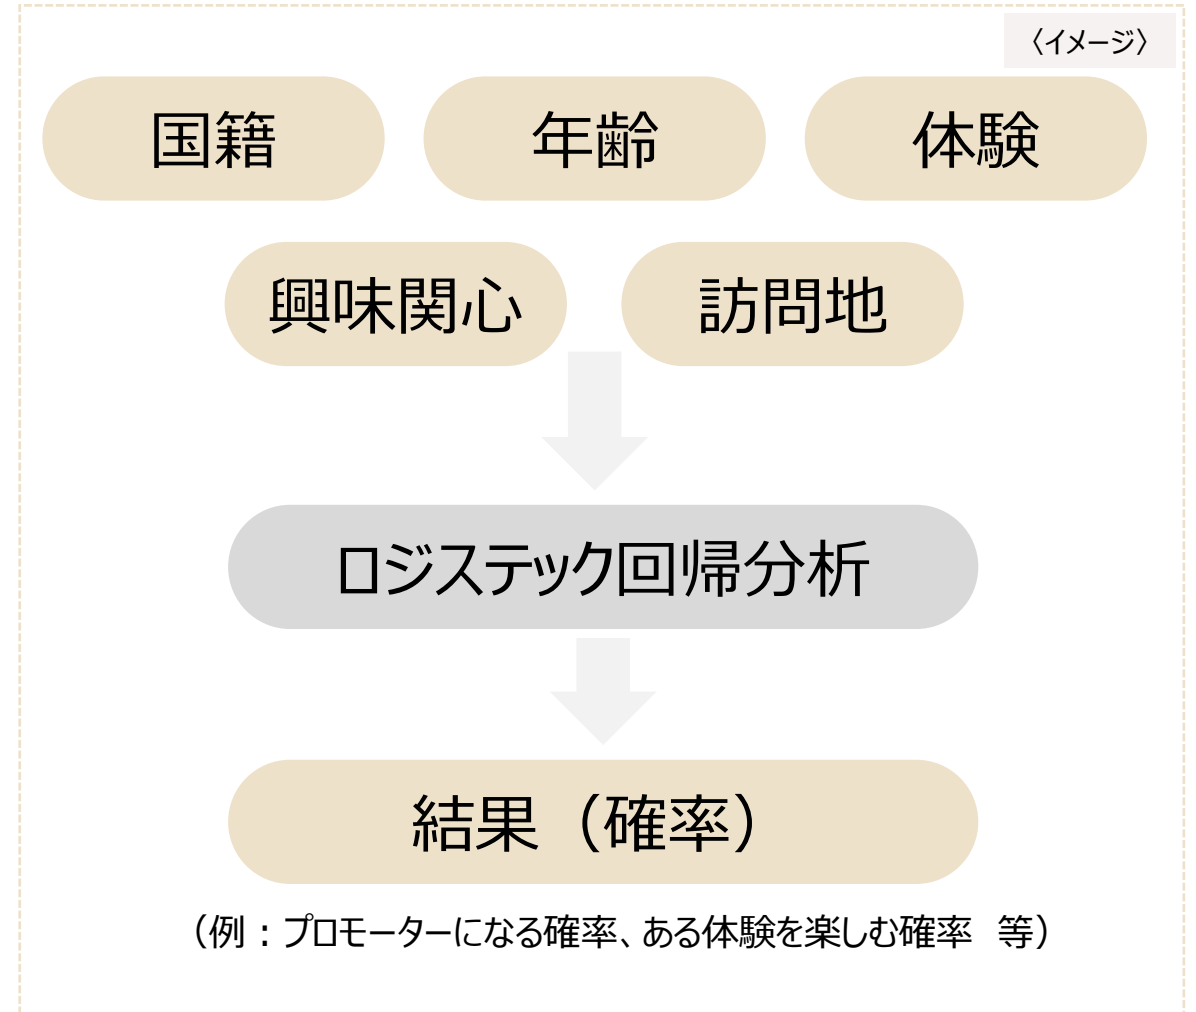 〈イメージ〉
国籍
年齢
体験
興味関心
訪問地
ロジステック回帰分析
結果（確率）
（例：プロモーターになる確率、ある体験を楽しむ確率　等）